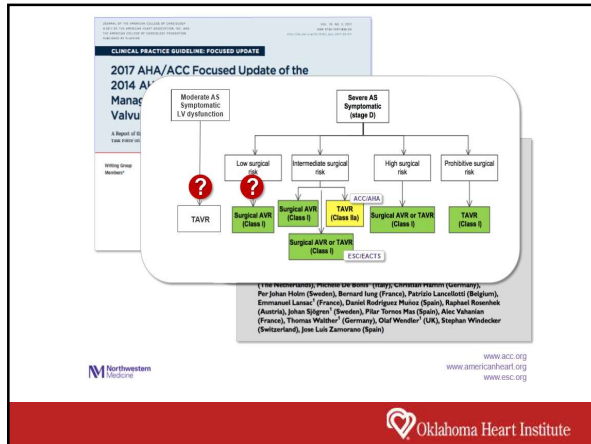 JOURNAL OF THE AMERICAN COLLEGE OF CARDIOLOGY
CLINICAL PRACTICE GUIDELINE: FOCUSED UPDATE
2017 AHA/ACC Focused Update of the
2014 AH
Manag
Valvu
A Report of th
Writing Group
Members*
Moderate AS
Symptomatic
LV dysfunction
Severe AS
Symptomatic
(stage D)
Low surgical
risk
Intermediate surgical
risk
High surgical
risk
Prohibitive surgical
risk
?
?
TAVR
Surgical AVR
(Class I)
Surgical AVR
(Class I)
TAVR
(Class IIa)
ACC/AHA
Surgical AVR or TAVR
(Class I)
TAVR
(Class I)
Surgical AVR or TAVR
(Class I)
ESC/EACTS
(The Netherlands), Michele De Bonis¹ (Italy), Christian Hamm (Germany),
Per Johan Holm (Sweden), Bernard Iung (France), Patrizio Lancellotti (Belgium),
Emmanuel Lansac¹ (France), Daniel Rodriguez Muñoz (Spain), Raphael Rosenhek
(Austria), Johan Sjögren¹ (Sweden), Pilar Tornos Mas (Spain), Alec Vahanian
(France), Thomas Walther¹ (Germany), Olaf Wendler¹ (UK), Stephan Windecker
(Switzerland), Jose Luis Zamorano (Spain)
Northwestern
Medicine
www.acc.org
www.americanheart.org
www.esc.org
Oklahoma Heart Institute